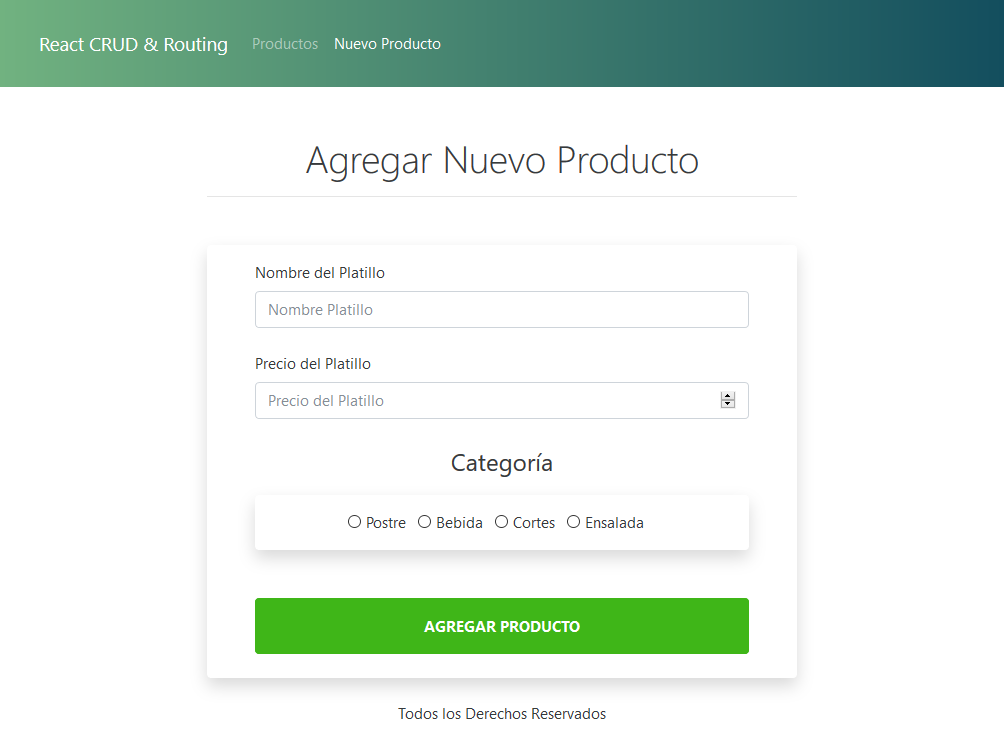 React CRUD & Routing Productos Nuevo Producto
Agregar Nuevo Producto
Nombre del Platillo
Nombre Platillo
Precio del Platillo
Precio del Platillo
Categoría
Postre Bebida Cortes Ensalada
AGREGAR PRODUCTO
Todos los Derechos Reservados